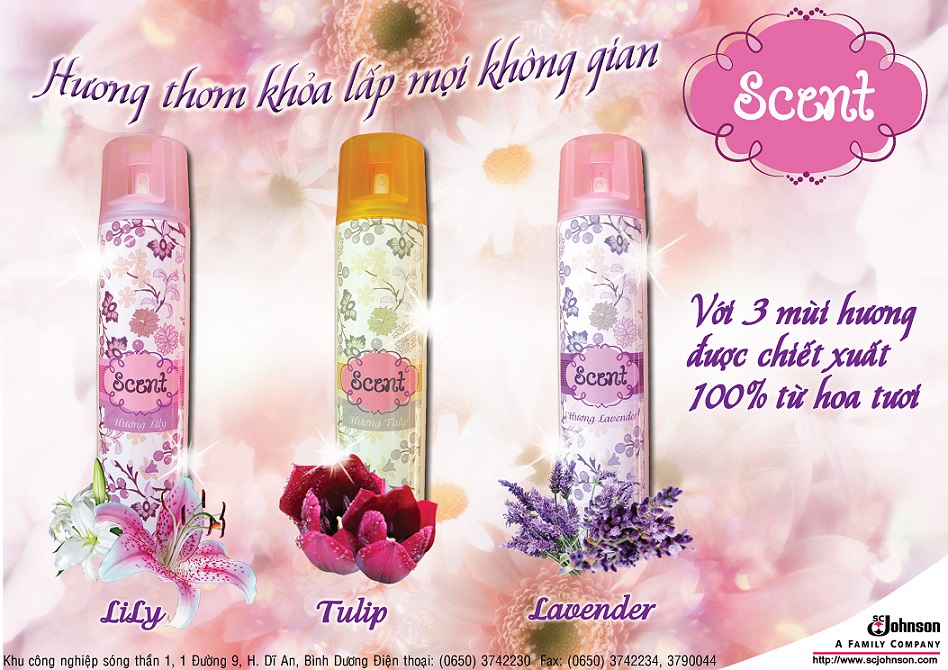 Hương thơm khỏa lấp mọi không gian
Scent
Scent
Hương Lily
Scent
Hương Tulip
Scent
Hương Lavender
Với 3 mùi hương
được chiết xuất
100% từ hoa tươi
LiLy
Tulip
Lavender
SC Johnson
A FAMILY COMPANY
Khu công nghiệp sóng thần 1, 1 Đường 9, H. Dĩ An, Bình Dương Điện thoại: (0650) 3742230 Fax: (0650) 3742234, 3790044
http://www.scjohnson.com